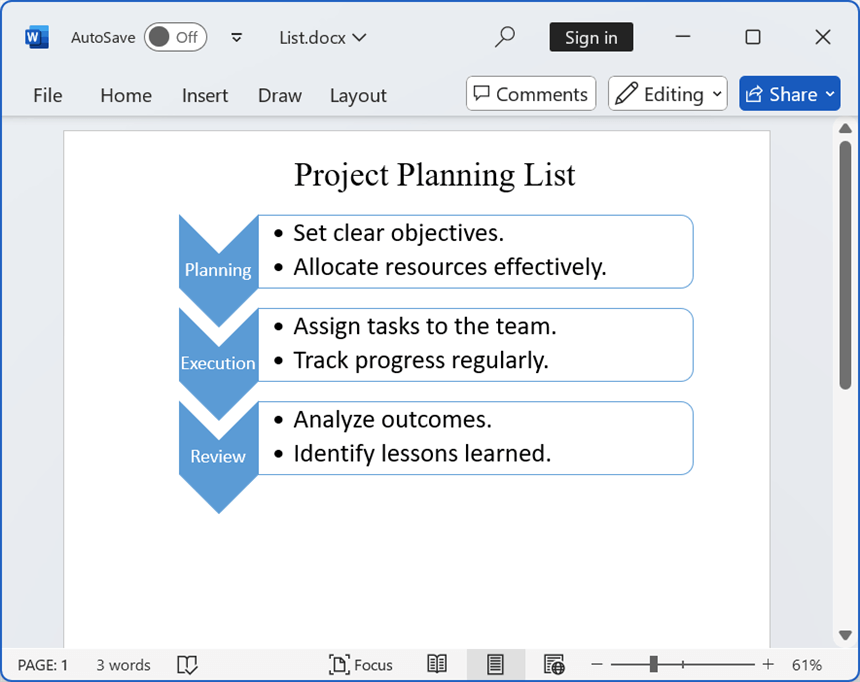 W AutoSave Off List.docx Sign in
File Home Insert Draw Layout Comments Editing Share
Project Planning List
Planning
• Set clear objectives.
• Allocate resources effectively.
Execution
• Assign tasks to the team.
• Track progress regularly.
Review
• Analyze outcomes.
• Identify lessons learned.
PAGE: 1 3 words Focus 61%